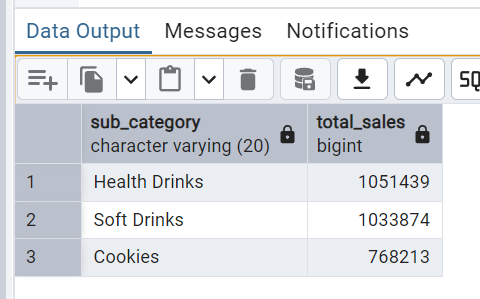 Data Output Messages Notifications
SQ
sub_category total_sales
character varying (20) bigint
1 Health Drinks 1051439
2 Soft Drinks 1033874
3 Cookies 768213